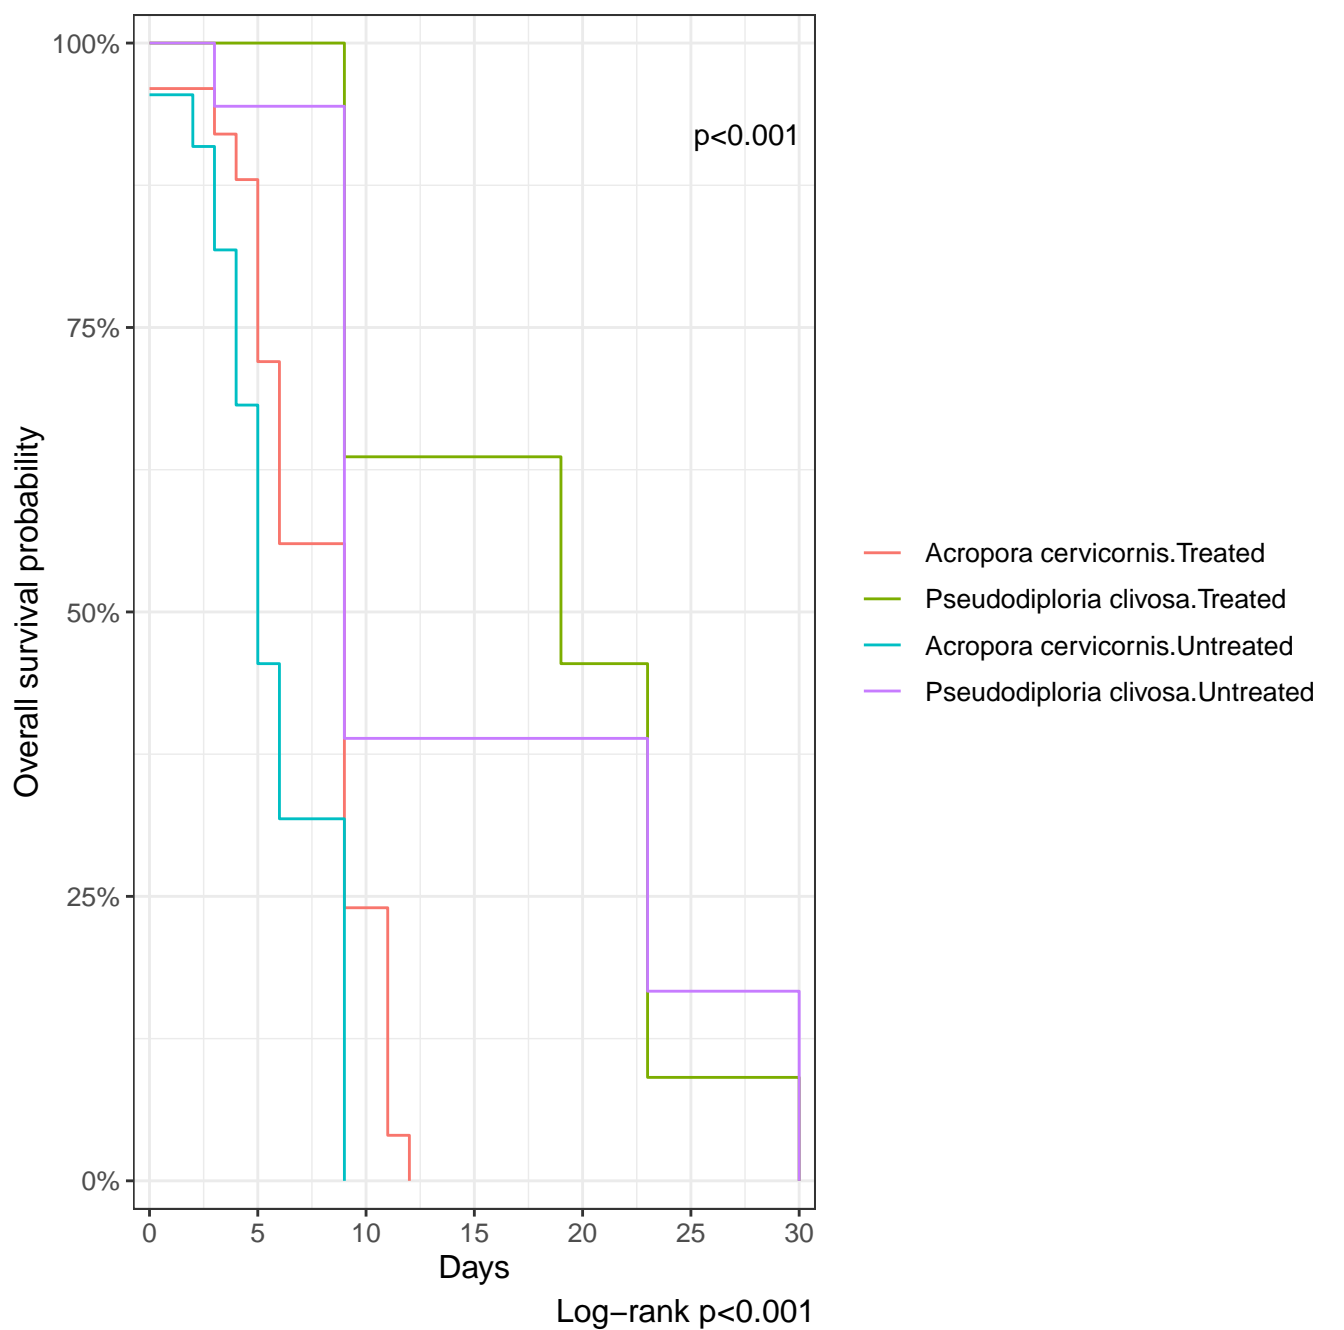 100%
75%
50%
25%
0%
Overall survival probability
p<0.001
0 5 10 15 20 25 30
Days
Log−rank p<0.001
Acropora cervicornis.Treated
Pseudodiploria clivosa.Treated
Acropora cervicornis.Untreated
Pseudodiploria clivosa.Untreated